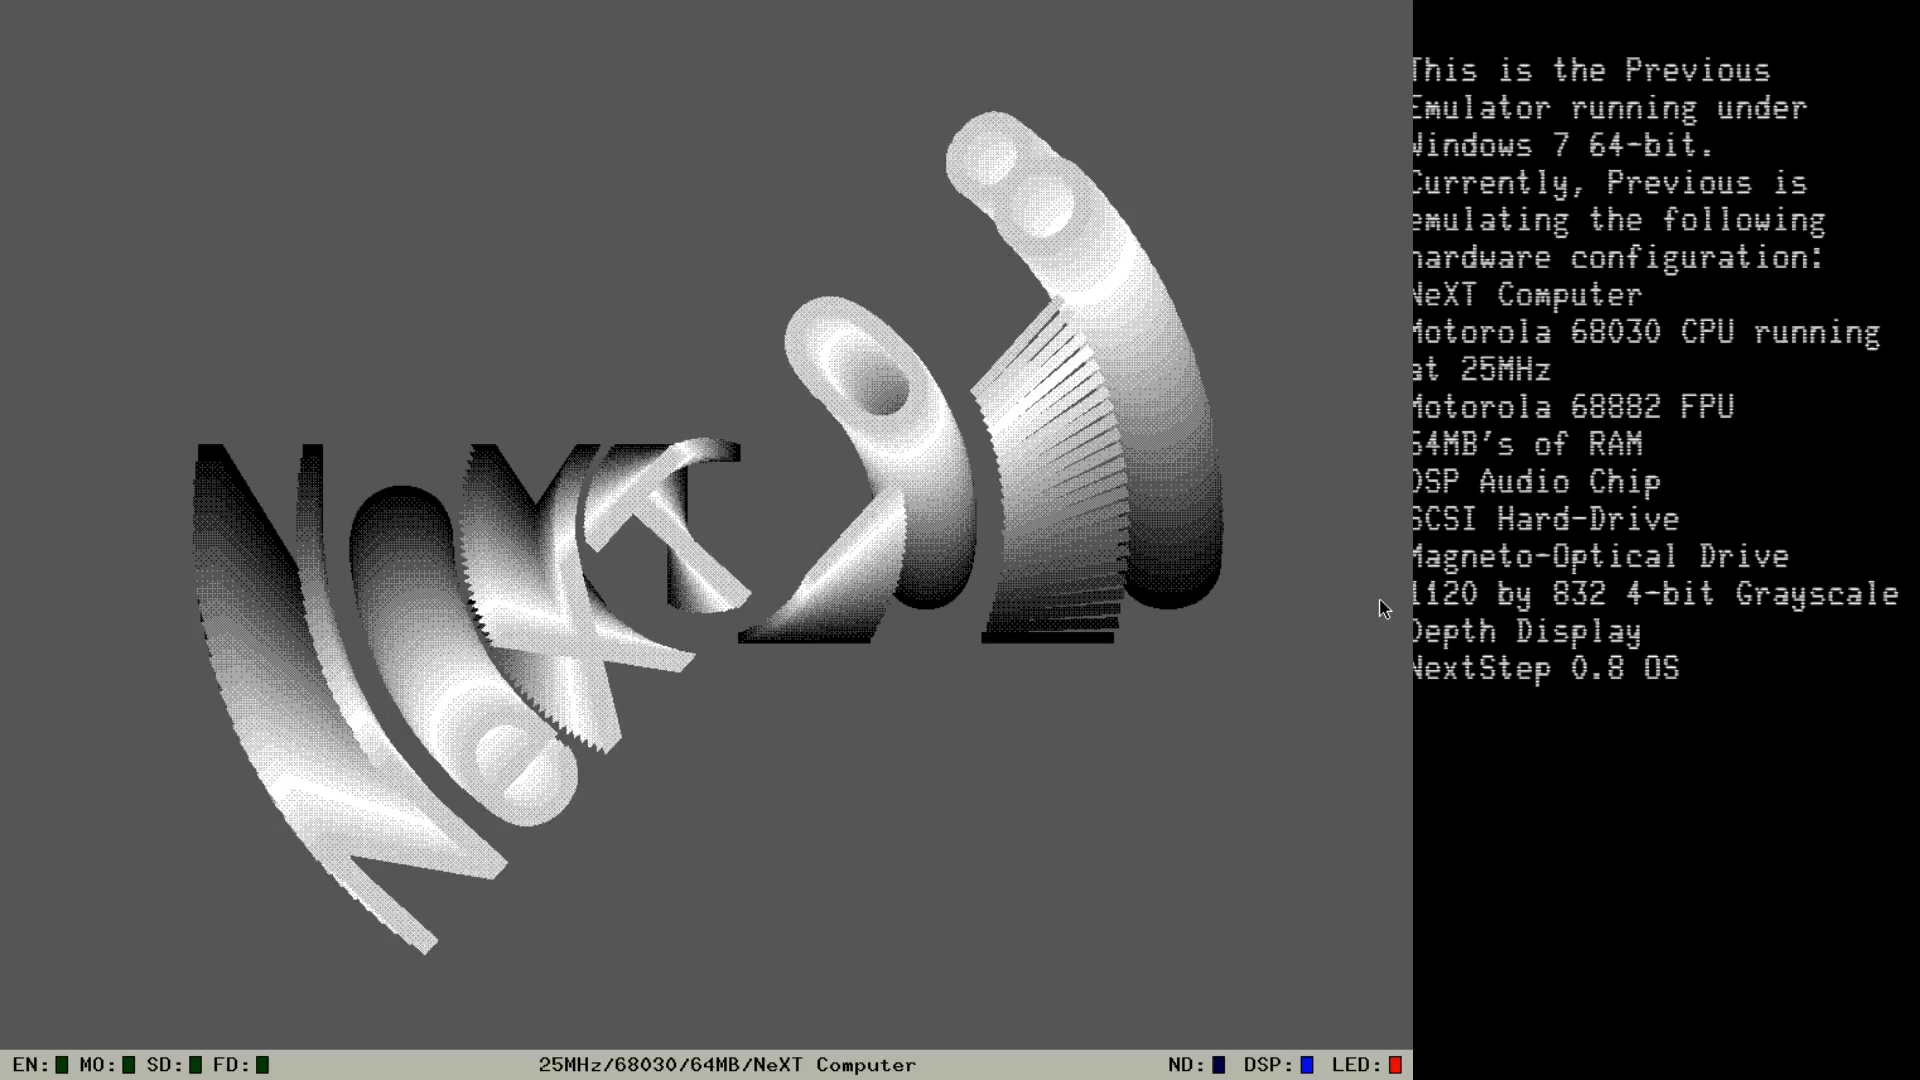 NeXT_0_8
This is the Previous
Emulator running under
Windows 7 64-bit.
Currently, Previous is
emulating the following
hardware configuration:
NeXT Computer
Motorola 68030 CPU running
at 25MHz
Motorola 68882 FPU
64MB's of RAM
DSP Audio Chip
SCSI Hard-Drive
Magneto-Optical Drive
1120 by 832 4-bit Grayscale
Depth Display
NextStep 0.8 OS
EN: MO: SD: FD: 25MHz/68030/64MB/NeXT Computer ND: DSP: LED: